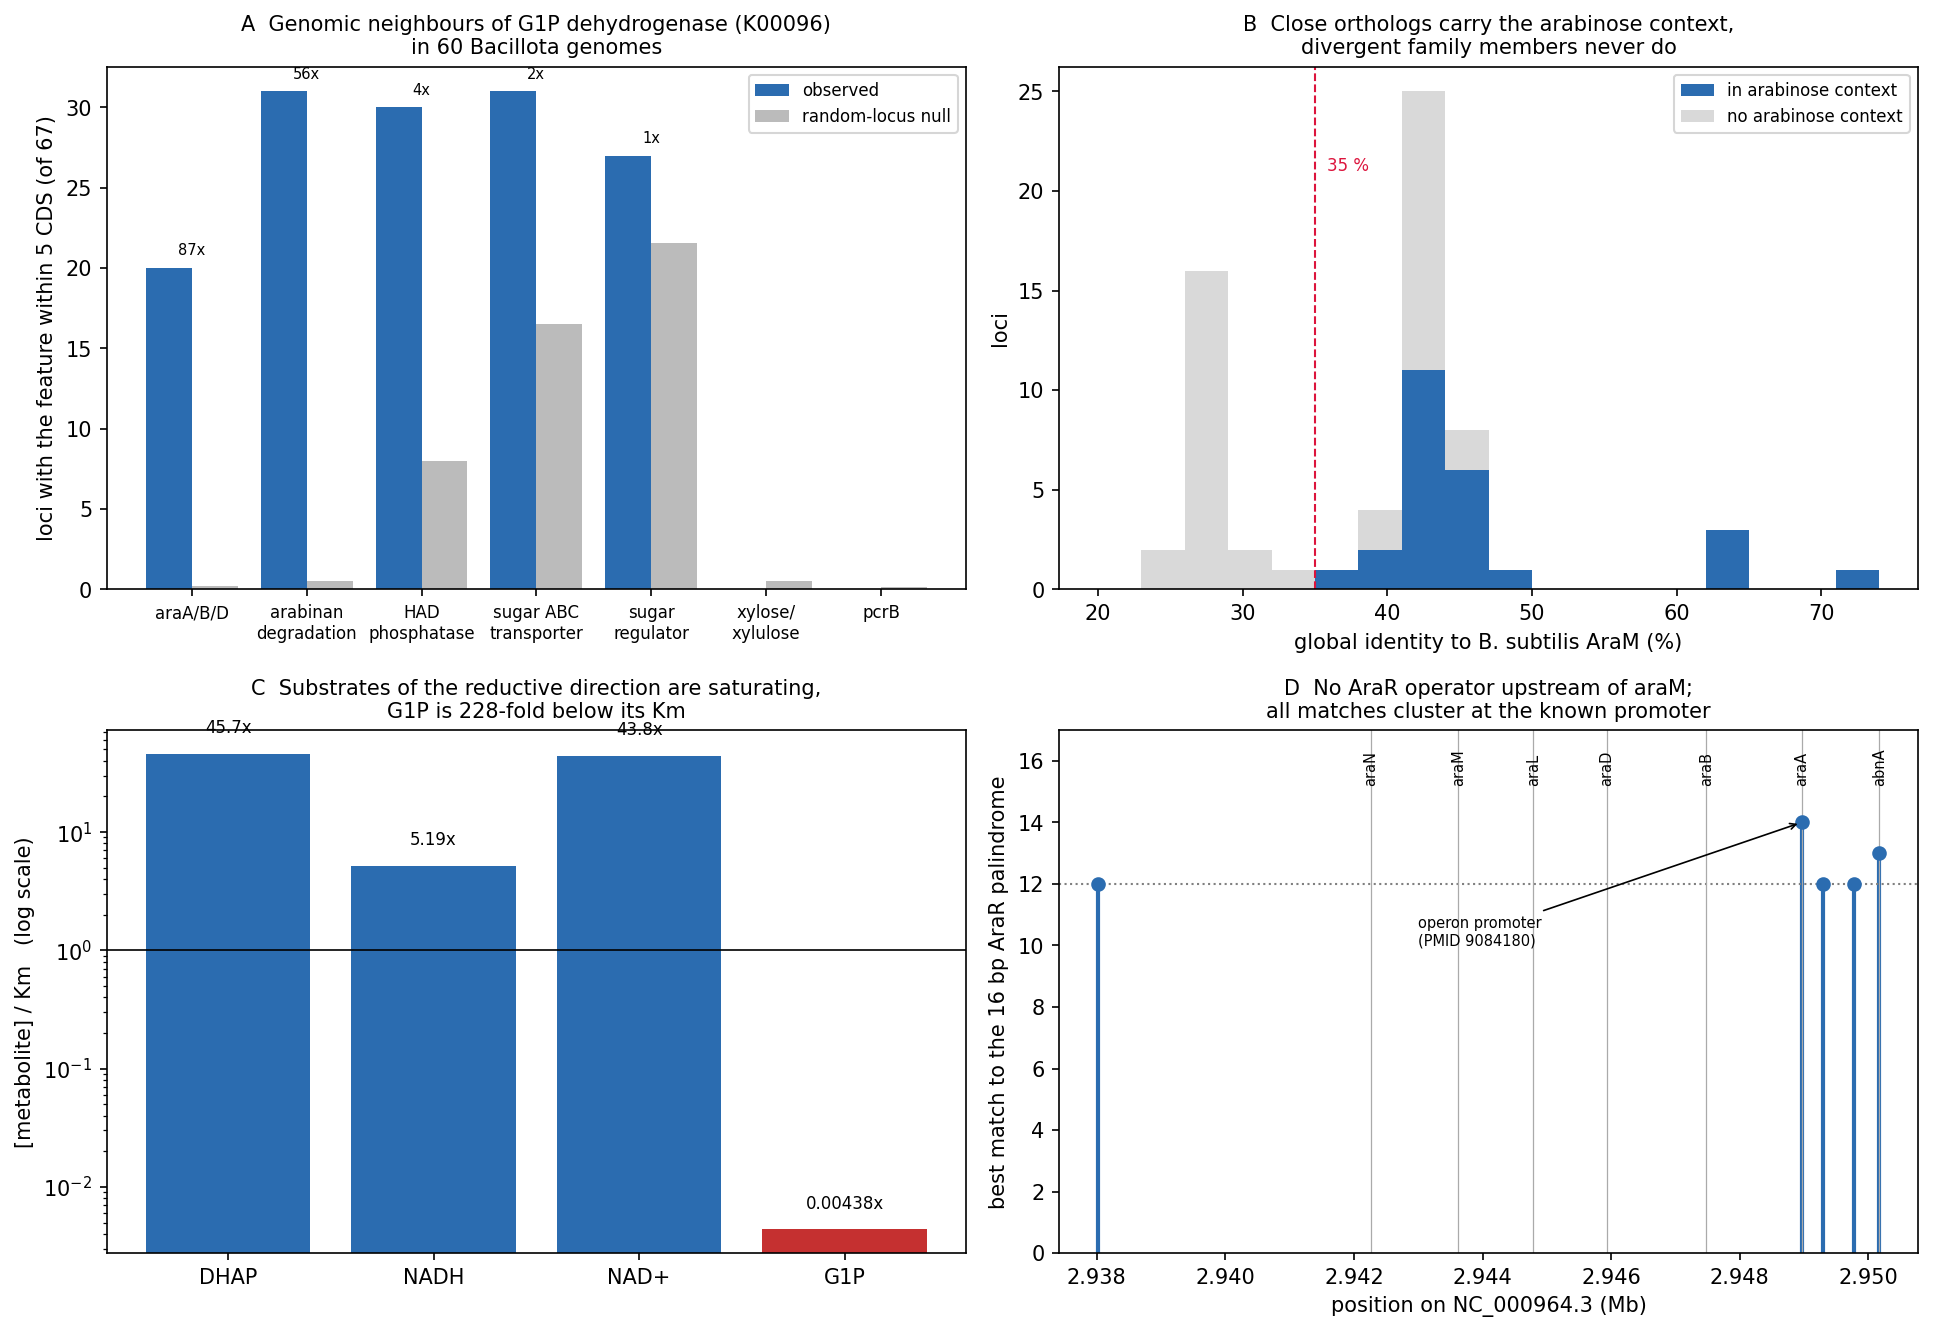 A  Genomic neighbours of G1P dehydrogenase (K00096)
in 60 Bacillota genomes
loci with the feature within 5 CDS (of 67)
30
25
20
15
10
5
0
87x
56x
4x
2x
1x
observed
random-locus null
araA/B/D
arabinan
degradation
HAD
phosphatase
sugar ABC
transporter
sugar
regulator
xylose/
xylulose
pcrB
B  Close orthologs carry the arabinose context,
divergent family members never do
loci
25
20
15
10
5
0
35 %
in arabinose context
no arabinose context
20
30
40
50
60
70
global identity to B. subtilis AraM (%)
C  Substrates of the reductive direction are saturating,
G1P is 228-fold below its Km
[metabolite] / Km   (log scale)
10¹
10⁰
10⁻¹
10⁻²
45.7x
5.19x
43.8x
0.00438x
DHAP
NADH
NAD+
G1P
D  No AraR operator upstream of araM;
all matches cluster at the known promoter
best match to the 16 bp AraR palindrome
16
14
12
10
8
6
4
2
0
araN
araM
araL
araD
araB
araA
abnA
operon promoter
(PMID 9084180)
2.938
2.940
2.942
2.944
2.946
2.948
2.950
position on NC_000964.3 (Mb)